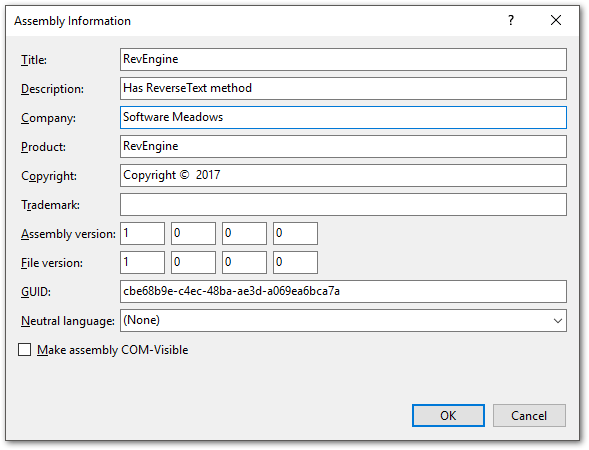 Assembly Information ?
Title: RevEngine
Description: Has ReverseText method
Company: Software Meadows
Product: RevEngine
Copyright: Copyright © 2017
Trademark:
Assembly version: 1 0 0 0
File version: 1 0 0 0
GUID: cbe68b9e-c4ec-48ba-ae3d-a069ea6bca7a
Neutral language: (None)
Make assembly COM-Visible
OK Cancel